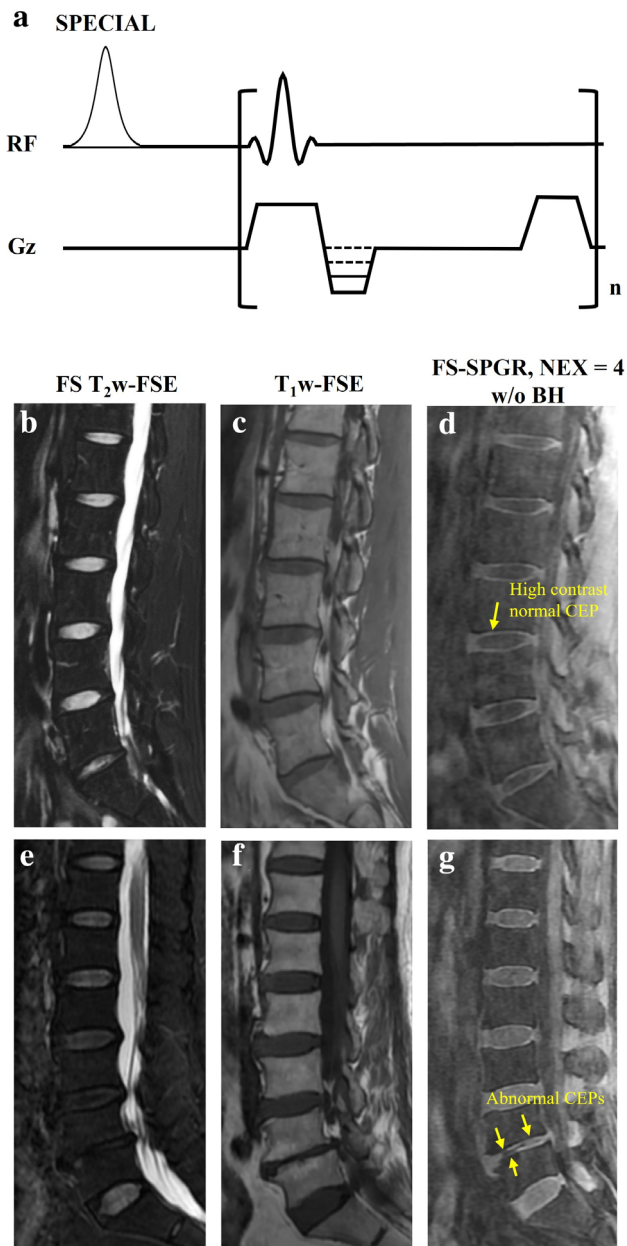 a
SPECIAL
RF
Gz
n
FS T₂w-FSE
T₁w-FSE
FS-SPGR, NEX = 4
w/o BH
b
c
d
High contrast
normal CEP
e
f
g
Abnormal CEPs